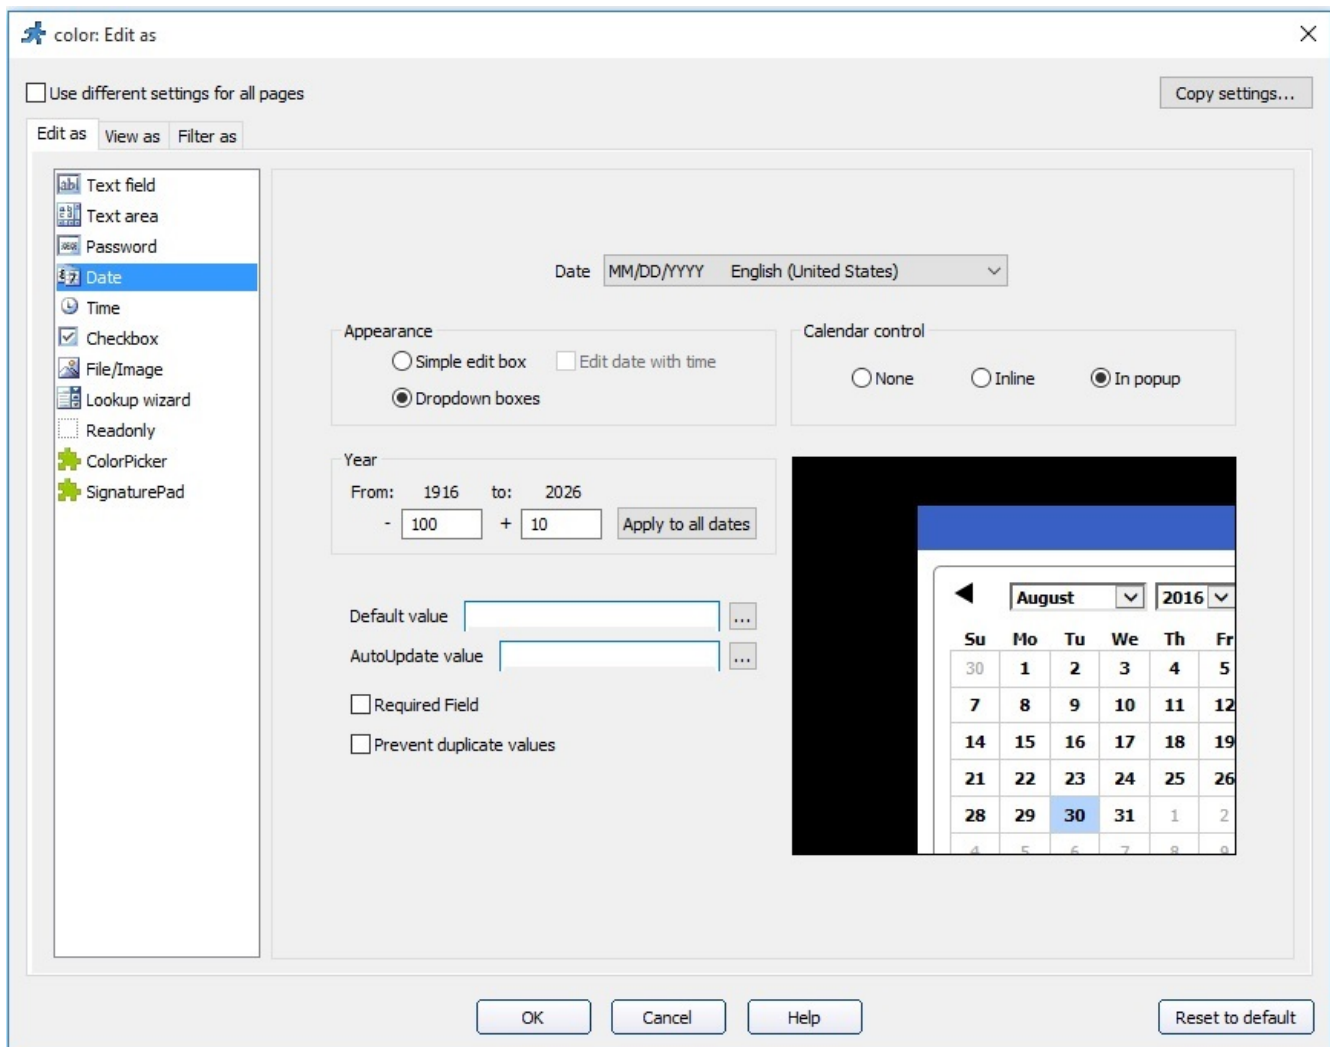 color: Edit as
Use different settings for all pages
Copy settings...
Edit as View as Filter as
Text field
Text area
Password
Date
Time
Checkbox
File/Image
Lookup wizard
Readonly
ColorPicker
SignaturePad
Date MM/DD/YYYY English (United States)
Appearance
Simple edit box Edit date with time
Dropdown boxes
Calendar control
None Inline In popup
Year
From: 1916 to: 2026
- 100 + 10 Apply to all dates
Default value ...
AutoUpdate value ...
Required Field
Prevent duplicate values
August 2016
Su Mo Tu We Th Fr
30 1 2 3 4 5
7 8 9 10 11 12
14 15 16 17 18 19
21 22 23 24 25 26
28 29 30 31 1 2
4 5 6 7 8 9
OK Cancel Help Reset to default